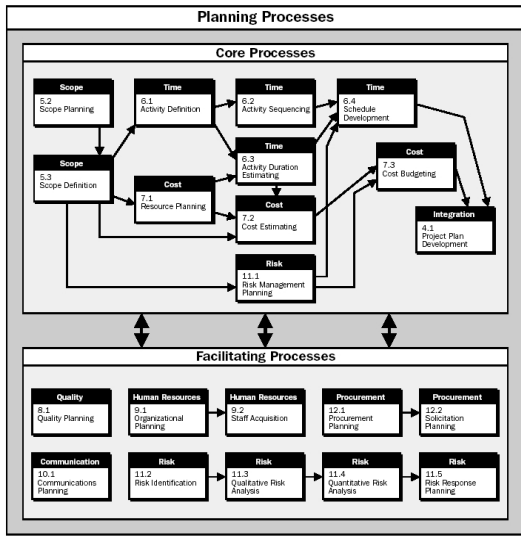 Planning Processes
Core Processes
Scope
5.2
Scope Planning
Time
6.1
Activity Definition
Time
6.2
Activity Sequencing
Time
6.4
Schedule
Development
Scope
5.3
Scope Definition
Time
6.3
Activity Duration
Estimating
Cost
7.3
Cost Budgeting
Cost
7.1
Resource Planning
Cost
7.2
Cost Estimating
Integration
4.1
Project Plan
Development
Risk
11.1
Risk Management
Planning
Facilitating Processes
Quality
8.1
Quality Planning
Human Resources
9.1
Organizational
Planning
Human Resources
9.2
Staff Acquisition
Procurement
12.1
Procurement
Planning
Procurement
12.2
Solicitation
Planning
Communication
10.1
Communications
Planning
Risk
11.2
Risk Identification
Risk
11.3
Qualitative Risk
Analysis
Risk
11.4
Quantitative Risk
Analysis
Risk
11.5
Risk Response
Planning